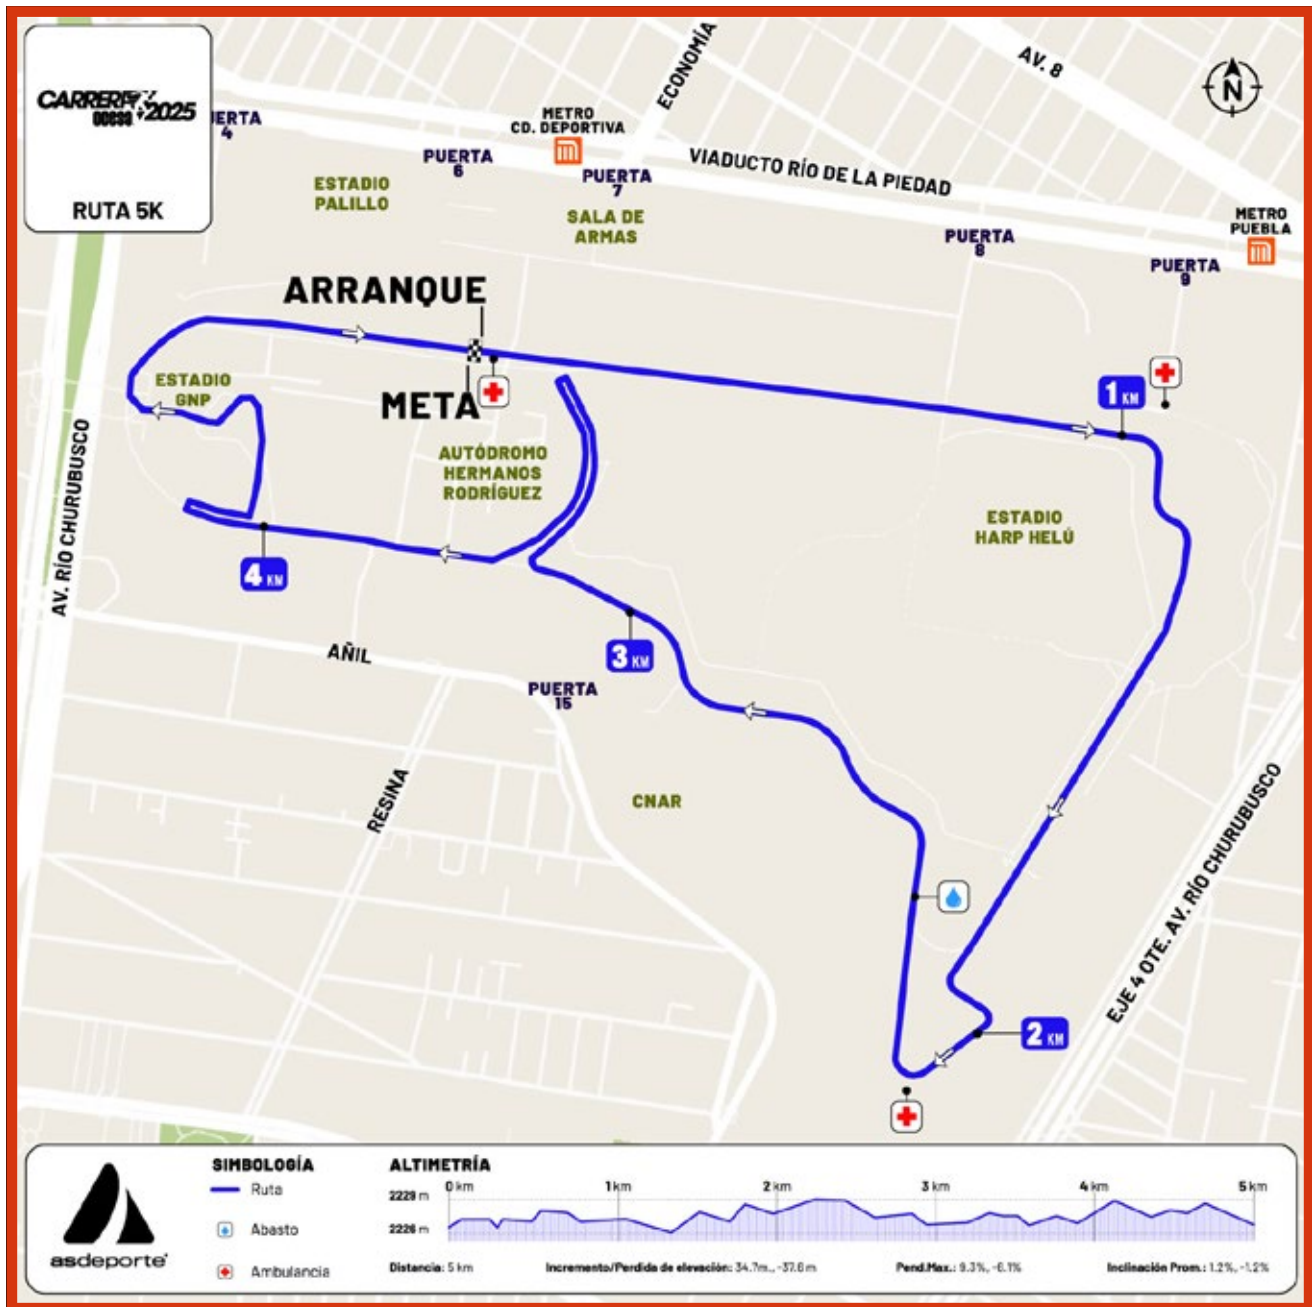 CARRERA
ODESA
2025
RUTA 5K
PUERTA
4
PUERTA
6
METRO
CD. DEPORTIVA
ECONOMÍA
AV. 8
N
PUERTA
7
VIADUCTO RÍO DE LA PIEDAD
ESTADIO
PALILLO
SALA DE
ARMAS
PUERTA
8
METRO
PUEBLA
PUERTA
9
ARRANQUE
META
ESTADIO
GNP
AUTÓDROMO
HERMANOS
RODRÍGUEZ
1 KM
ESTADIO
HARP HELÚ
AV. RÍO CHURUBUSCO
4 KM
3 KM
AÑIL
PUERTA
15
RESINA
CNAR
EJE 4 OTE. AV. RÍO CHURUBUSCO
2 KM
asdeporte
SIMBOLOGÍA
Ruta
Abasto
Ambulancia
ALTIMETRÍA
2229 m
2226 m
0 km
1 km
2 km
3 km
4 km
5 km
Distancia: 5 km
Incremento/Perdida de elevación: 34.7m., -37.6 m
Pend.Max.: 9.3%, -6.1%
Inclinación Prom.: 1.2%, -1.2%